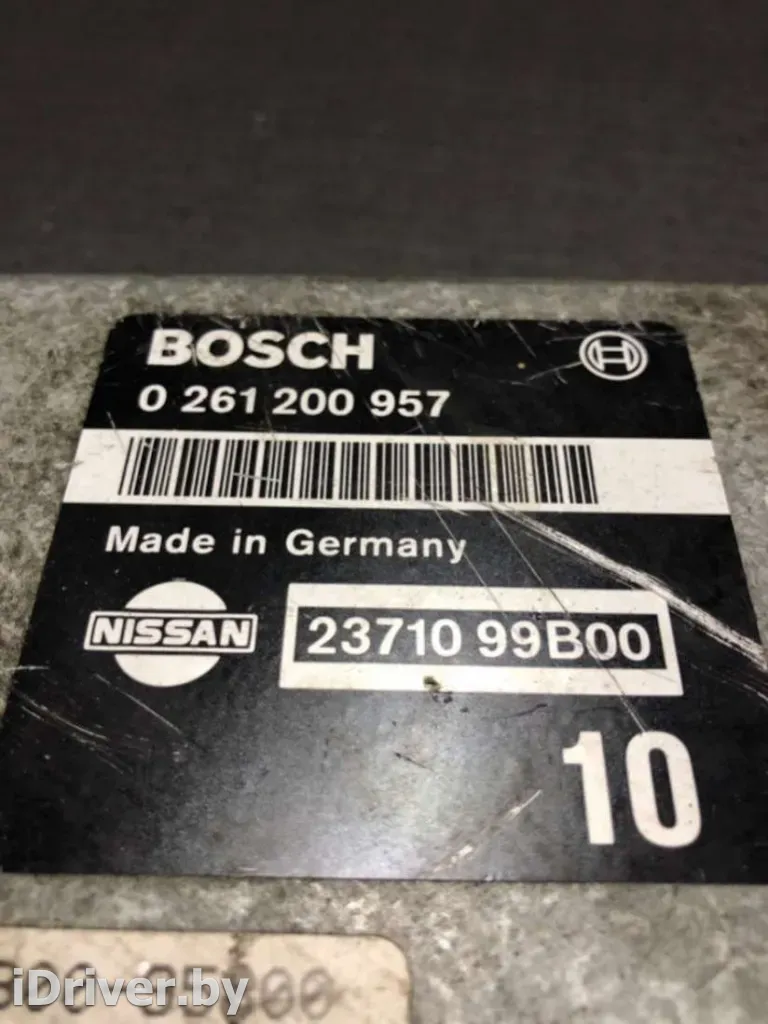 BOSCH
0 261 200 957
Made in Germany
NISSAN
23710 99B00
10
iDriver.by